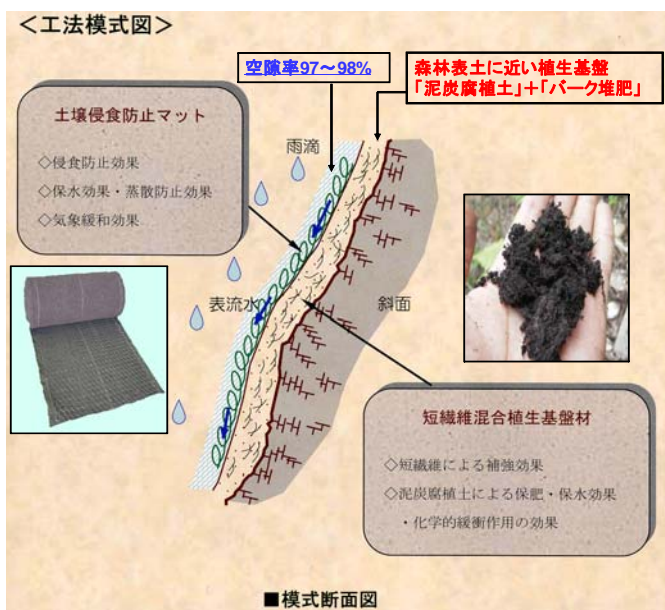 ＜工法模式図＞
空隙率97～98%
森林表土に近い植生基盤
「泥炭腐植土」＋「バーク堆肥」
土壌侵食防止マット
◇侵食防止効果
◇保水効果・蒸散防止効果
◇気象緩和効果
雨滴
表流水
斜面
短繊維混合植生基盤材
◇短繊維による補強効果
◇泥炭腐植土による保肥・保水効果
・化学的緩衝作用の効果
■模式断面図